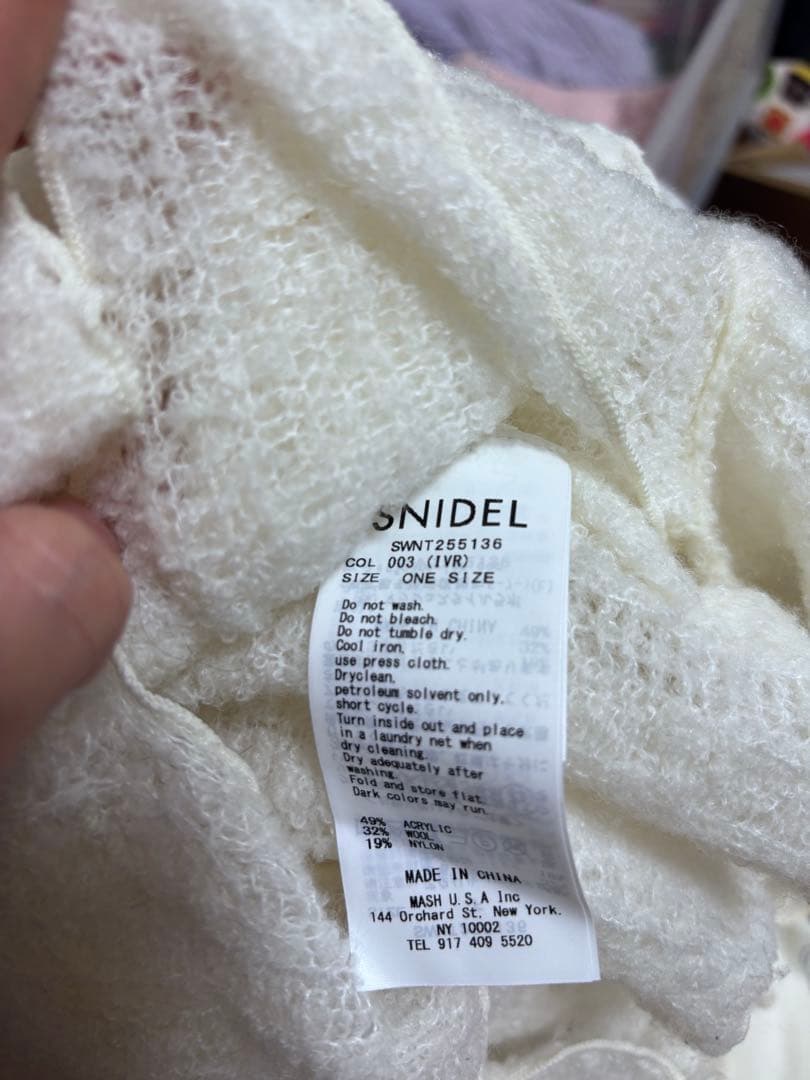 SNIDEL
SWNT255136
COL 003 (IVR)
SIZE ONE SIZE
Do not wash.
Do not bleach.
Do not tumble dry.
Cool iron.
use press cloth.
Dryclean.
petroleum solvent only.
short cycle.
Turn inside out and place
in a laundry net when
dry cleaning.
Dry adequately after
washing.
Fold and store flat.
Dark colors may run.
49% ACRYLIC
32% WOOL
19% NYLON
MADE IN CHINA
MASH U.S.A Inc
144 Orchard St. New York.
NY 10002
TEL 917 409 5520